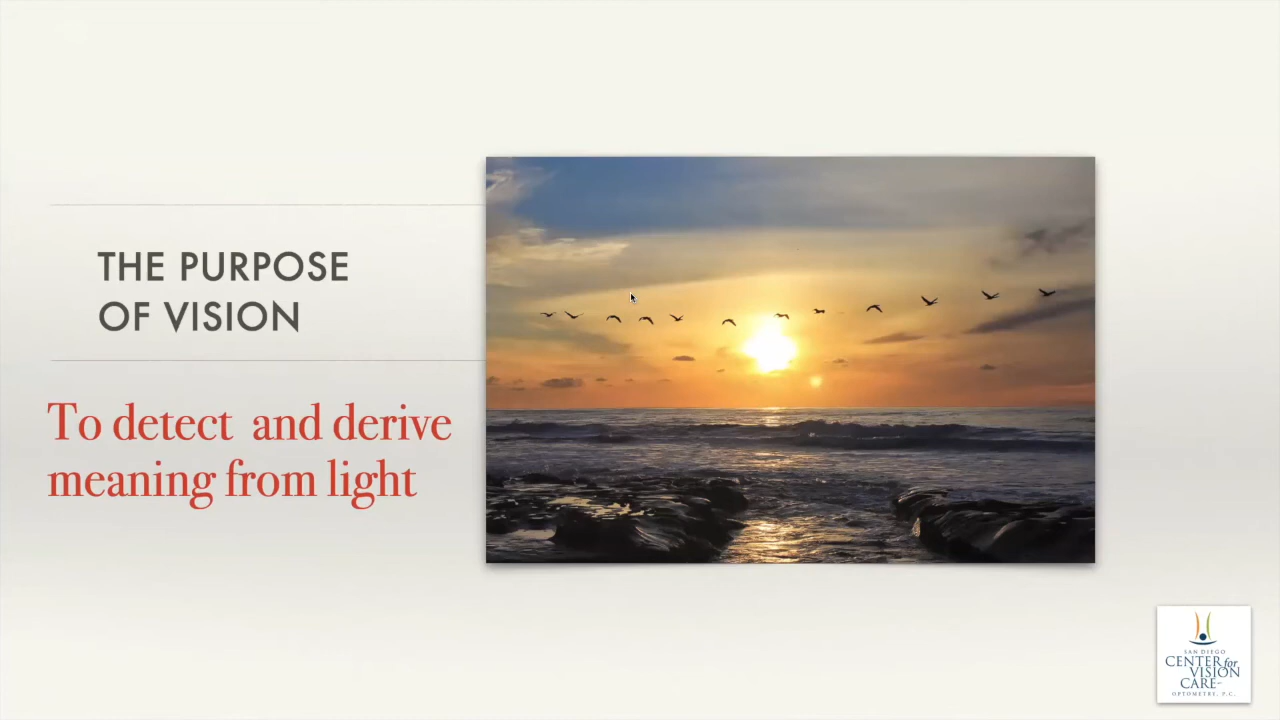 THE PURPOSE
OF VISION
To detect and derive
meaning from light
SAN DIEGO
CENTER for
VISION
CARE
OPTOMETRY, P.C.